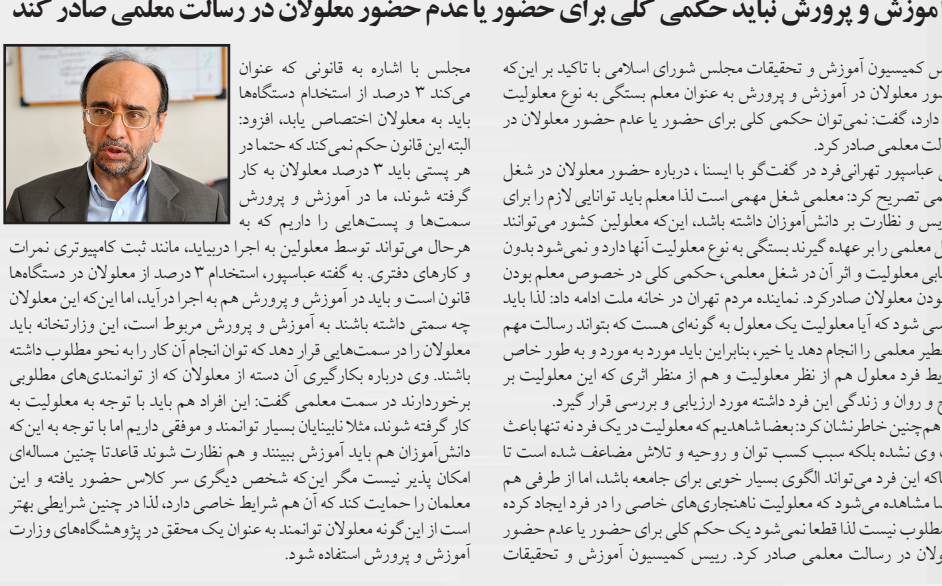 آموزش و پرورش نباید حکمی کلی برای حضور یا عدم حضور معلولان در رسالت معلمی صادر کند
کمیسیون آموزش و تحقیقات مجلس شورای اسلامی با تاکید بر این‌که
معلولان در آموزش و پرورش به عنوان معلم بستگی به نوع معلولیت
دارد، گفت: نمی‌توان حکمی کلی برای حضور یا عدم حضور معلولان در
معلمی صادر کرد.
عباسپور تهرانی‌فرد در گفت‌گو با ایسنا ، درباره حضور معلولان در شغل
تصریح کرد: معلمی شغل مهمی است لذا معلم باید توانایی لازم را برای
و نظارت بر دانش‌آموزان داشته باشد، این‌که معلولین کشور می‌توانند
معلمی را بر عهده گیرند بستگی به نوع معلولیت آنها دارد و نمی‌شود بدون
معلولیت و اثر آن در شغل معلمی، حکمی کلی در خصوص معلم بودن
معلولان صادرکرد. نماینده مردم تهران در خانه ملت ادامه داد: لذا باید
شود که آیا معلولیت یک معلول به گونه‌ای هست که بتواند رسالت مهم
معلمی را انجام دهد یا خیر، بنابراین باید مورد به مورد و به طور خاص
فرد معلول هم از نظر معلولیت و هم از منظر اثری که این معلولیت بر
و روان و زندگی این فرد داشته مورد ارزیابی و بررسی قرار گیرد.
هم‌چنین خاطرنشان کرد: بعضا شاهدیم که معلولیت در یک فرد نه تنها باعث
وی نشده بلکه سبب کسب توان و روحیه و تلاش مضاعف شده است تا
این فرد می‌تواند الگوی بسیار خوبی برای جامعه باشد، اما از طرفی هم
مشاهده می‌شود که معلولیت ناهنجاری‌های خاصی را در فرد ایجاد کرده
مطلوب نیست لذا قطعا نمی‌شود یک حکم کلی برای حضور یا عدم حضور
در رسالت معلمی صادر کرد. رییس کمیسیون آموزش و تحقیقات
مجلس با اشاره به قانونی که عنوان
می‌کند ۳ درصد از استخدام دستگاه‌ها
باید به معلولان اختصاص یابد، افزود:
البته این قانون حکم نمی‌کند که حتما در
هر پستی باید ۳ درصد معلولان به کار
گرفته شوند، ما در آموزش و پرورش
سمت‌ها و پست‌هایی را داریم که به
هرحال می‌تواند توسط معلولین به اجرا دربیاید، مانند ثبت کامپیوتری نمرات
و کارهای دفتری. به گفته عباسپور، استخدام ۳ درصد از معلولان در دستگاه‌ها
قانون است و باید در آموزش و پرورش هم به اجرا درآید، اما این‌که این معلولان
چه سمتی داشته باشند به آموزش و پرورش مربوط است، این وزارتخانه باید
معلولان را در سمت‌هایی قرار دهد که توان انجام آن کار را به نحو مطلوب داشته
باشند. وی درباره بکارگیری آن دسته از معلولان که از توانمندی‌های مطلوبی
برخوردارند در سمت معلمی گفت: این افراد هم باید با توجه به معلولیت به
کار گرفته شوند، مثلا نابینایان بسیار توانمند و موفقی داریم اما با توجه به این‌که
دانش‌آموزان هم باید آموزش ببینند و هم نظارت شوند قاعدتا چنین مساله‌ای
امکان پذیر نیست مگر این‌که شخص دیگری سر کلاس حضور یافته و این
معلمان را حمایت کند که آن هم شرایط خاصی دارد، لذا در چنین شرایطی بهتر
است از این‌گونه معلولان توانمند به عنوان یک محقق در پژوهشگاه‌های وزارت
آموزش و پرورش استفاده شود.